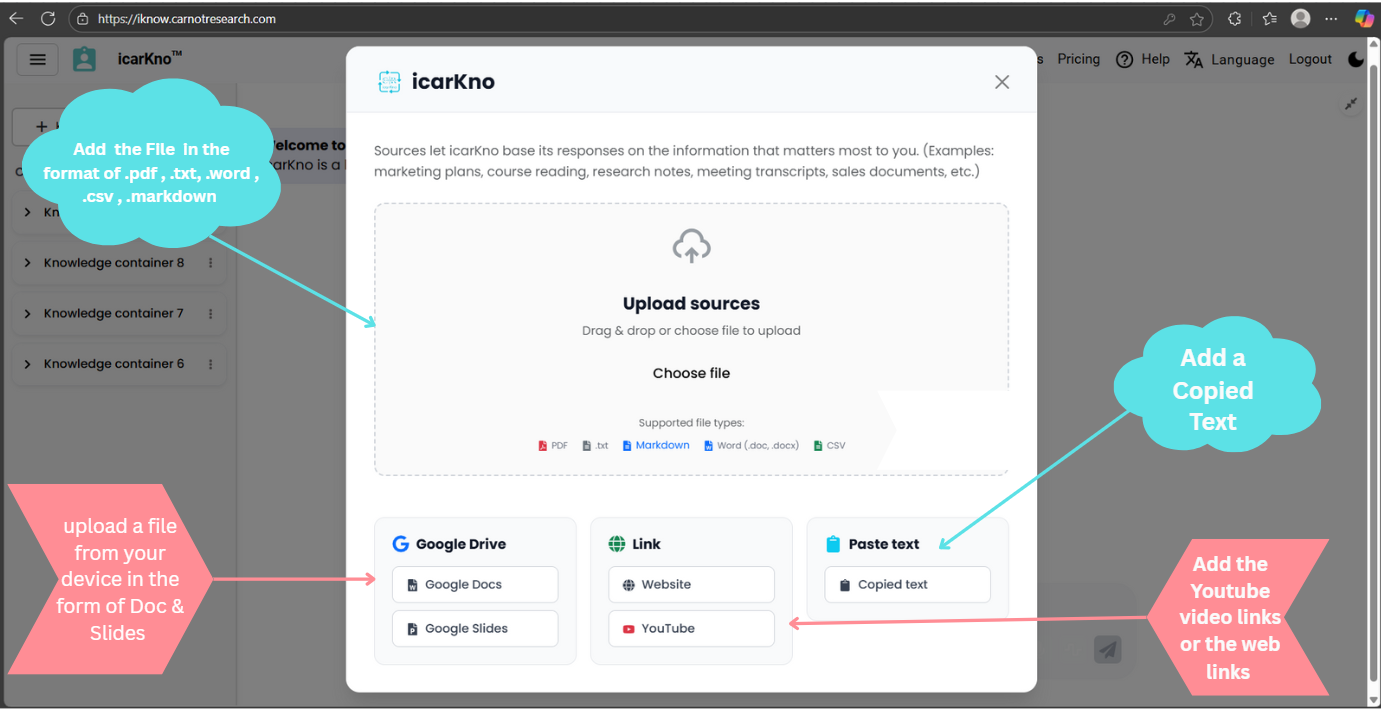 https://iknow.carnotresearch.com
icarKno™
Pricing
Help
Language
Logout
icarKno
Add the File In the
format of .pdf , .txt, .word ,
.csv , .markdown
elcome to
arKno is a
Sources let icarKno base its responses on the information that matters most to you. (Examples:
marketing plans, course reading, research notes, meeting transcripts, sales documents, etc.)
Knowledge container 8
Knowledge container 7
Knowledge container 6
Upload sources
Drag & drop or choose file to upload
Choose file
Supported file types:
PDF .txt Markdown Word (.doc, .docx) CSV
Add a
Copied
Text
upload a file
from your
device in the
form of Doc &
Slides
Google Drive
Google Docs
Google Slides
Link
Website
YouTube
Paste text
Copied text
Add the
Youtube
video links
or the web
links